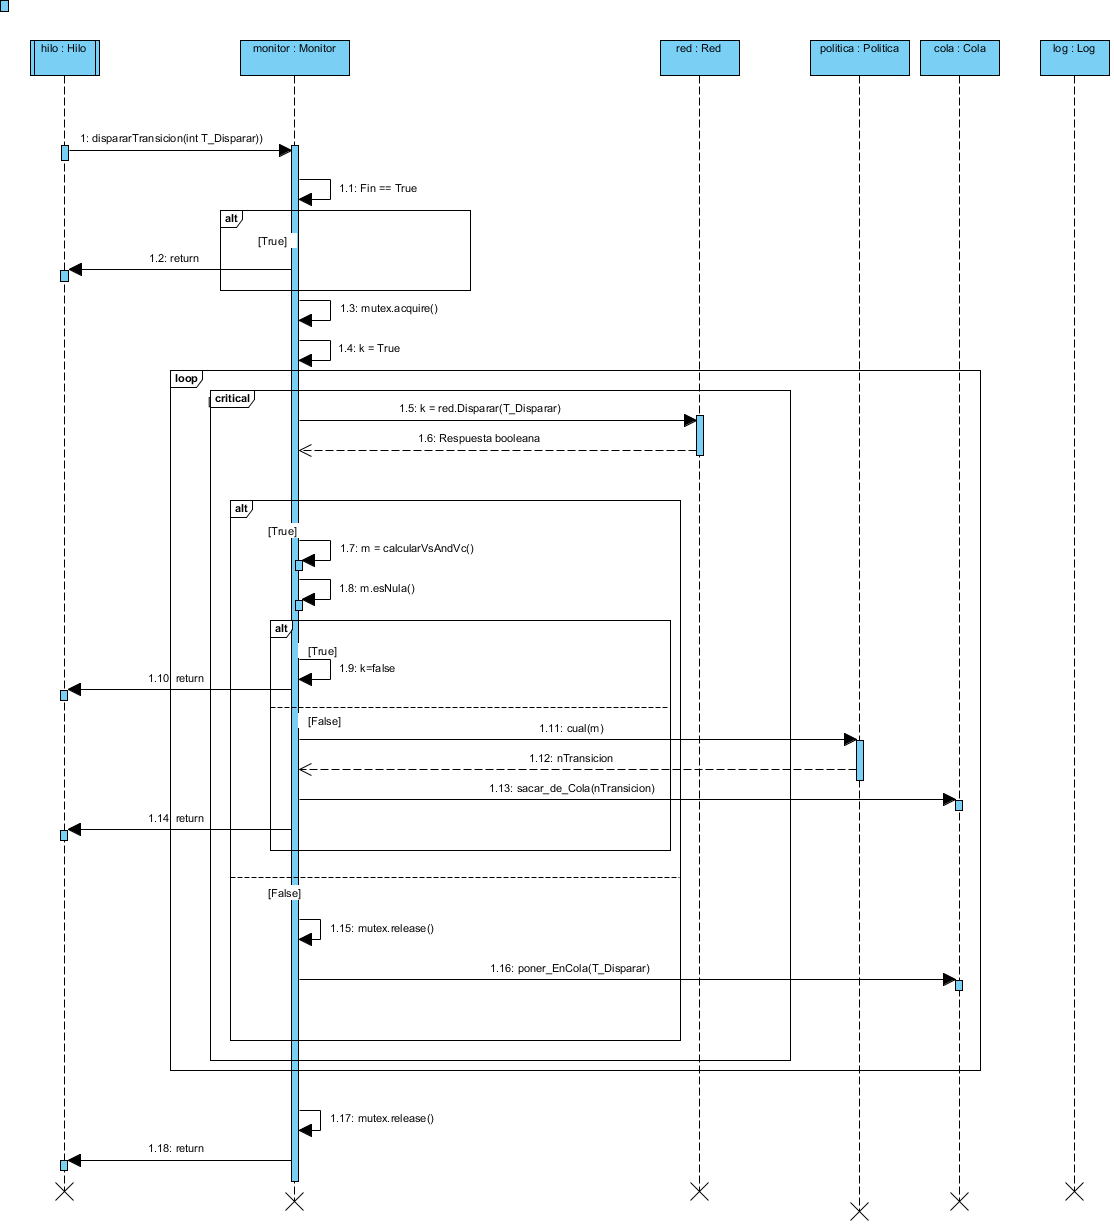 hilo : Hilo
monitor : Monitor
red : Red
politica : Politica
cola : Cola
log : Log
1: dispararTransicion(int T_Disparar))
1.1: Fin == True
alt
[True]
1.2: return
1.3: mutex.acquire()
1.4: k = True
loop
critical
1.5: k = red.Disparar(T_Disparar)
1.6: Respuesta booleana
alt
[True]
1.7: m = calcularVsAndVc()
1.8: m.esNula()
alt
[True]
1.9: k=false
1.10: return
[False]
1.11: cual(m)
1.12: nTransicion
1.13: sacar_de_Cola(nTransicion)
1.14: return
[False]
1.15: mutex.release()
1.16: poner_EnCola(T_Disparar)
1.17: mutex.release()
1.18: return